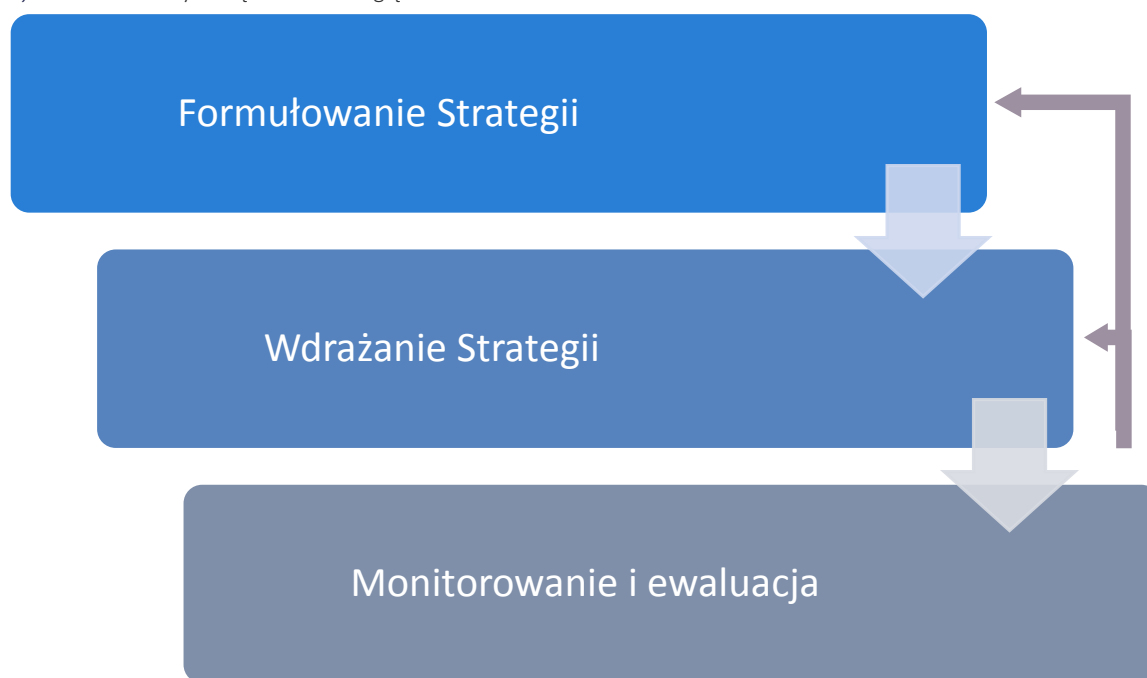 Formułowanie Strategii
Wdrażanie Strategii
Monitorowanie i ewaluacja